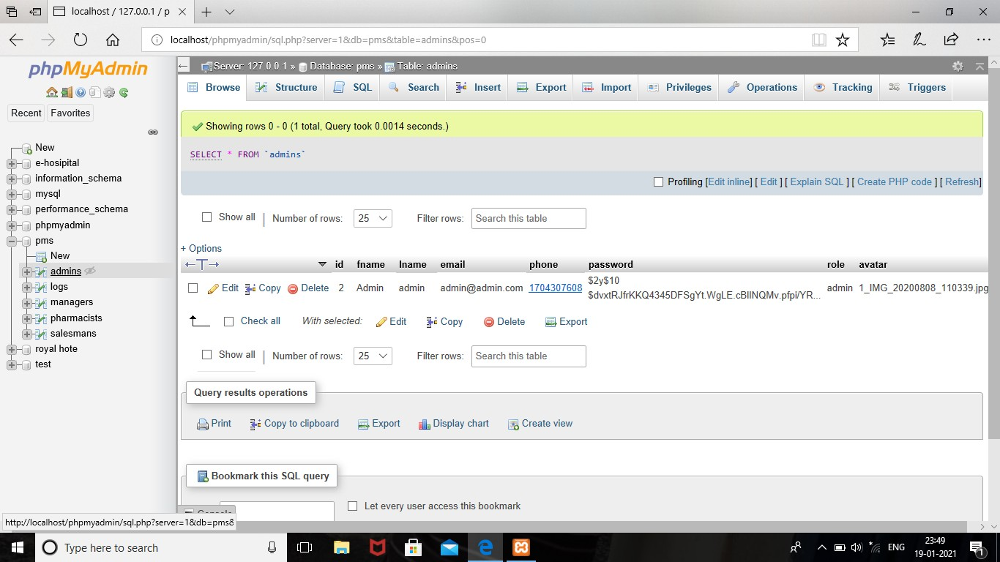 localhost / 127.0.0.1 / p
localhost/phpmyadmin/sql.php?server=1&db=pms&table=admins&pos=0
phpMyAdmin
Recent Favorites
New
e-hosipital
information_schema
mysql
performance_schema
phpmyadmin
pms
New
admins
logs
managers
pharmacists
salesmans
royal hote
test
Server: 127.0.0.1 » Database: pms » Table: admins
Browse Structure SQL Search Insert Export Import Privileges Operations Tracking Triggers
Showing rows 0 - 0 (1 total, Query took 0.0014 seconds.)
SELECT * FROM `admins`
Profiling [Edit inline] [ Edit ] [ Explain SQL ] [ Create PHP code ] [ Refresh]
Show all | Number of rows: 25 Filter rows: Search this table
+ Options
←T→ id fname lname email phone password role avatar
Edit Copy Delete 2 Admin admin admin@admin.com 1704307608 $2y$10 admin 1_IMG_20200808_110339.jpg
$dvxtRJfrKKQ4345DFSgYt.WgLE.cBIlNQMv.pfpi/YR...
Check all With selected: Edit Copy Delete Export
Show all | Number of rows: 25 Filter rows: Search this table
Query results operations
Print Copy to clipboard Export Display chart Create view
Bookmark this SQL query
Let every user access this bookmark
Console
http://localhost/phpmyadmin/sql.php?server=1&db=pms&
Type here to search
ENG
23:49
19-01-2021
1